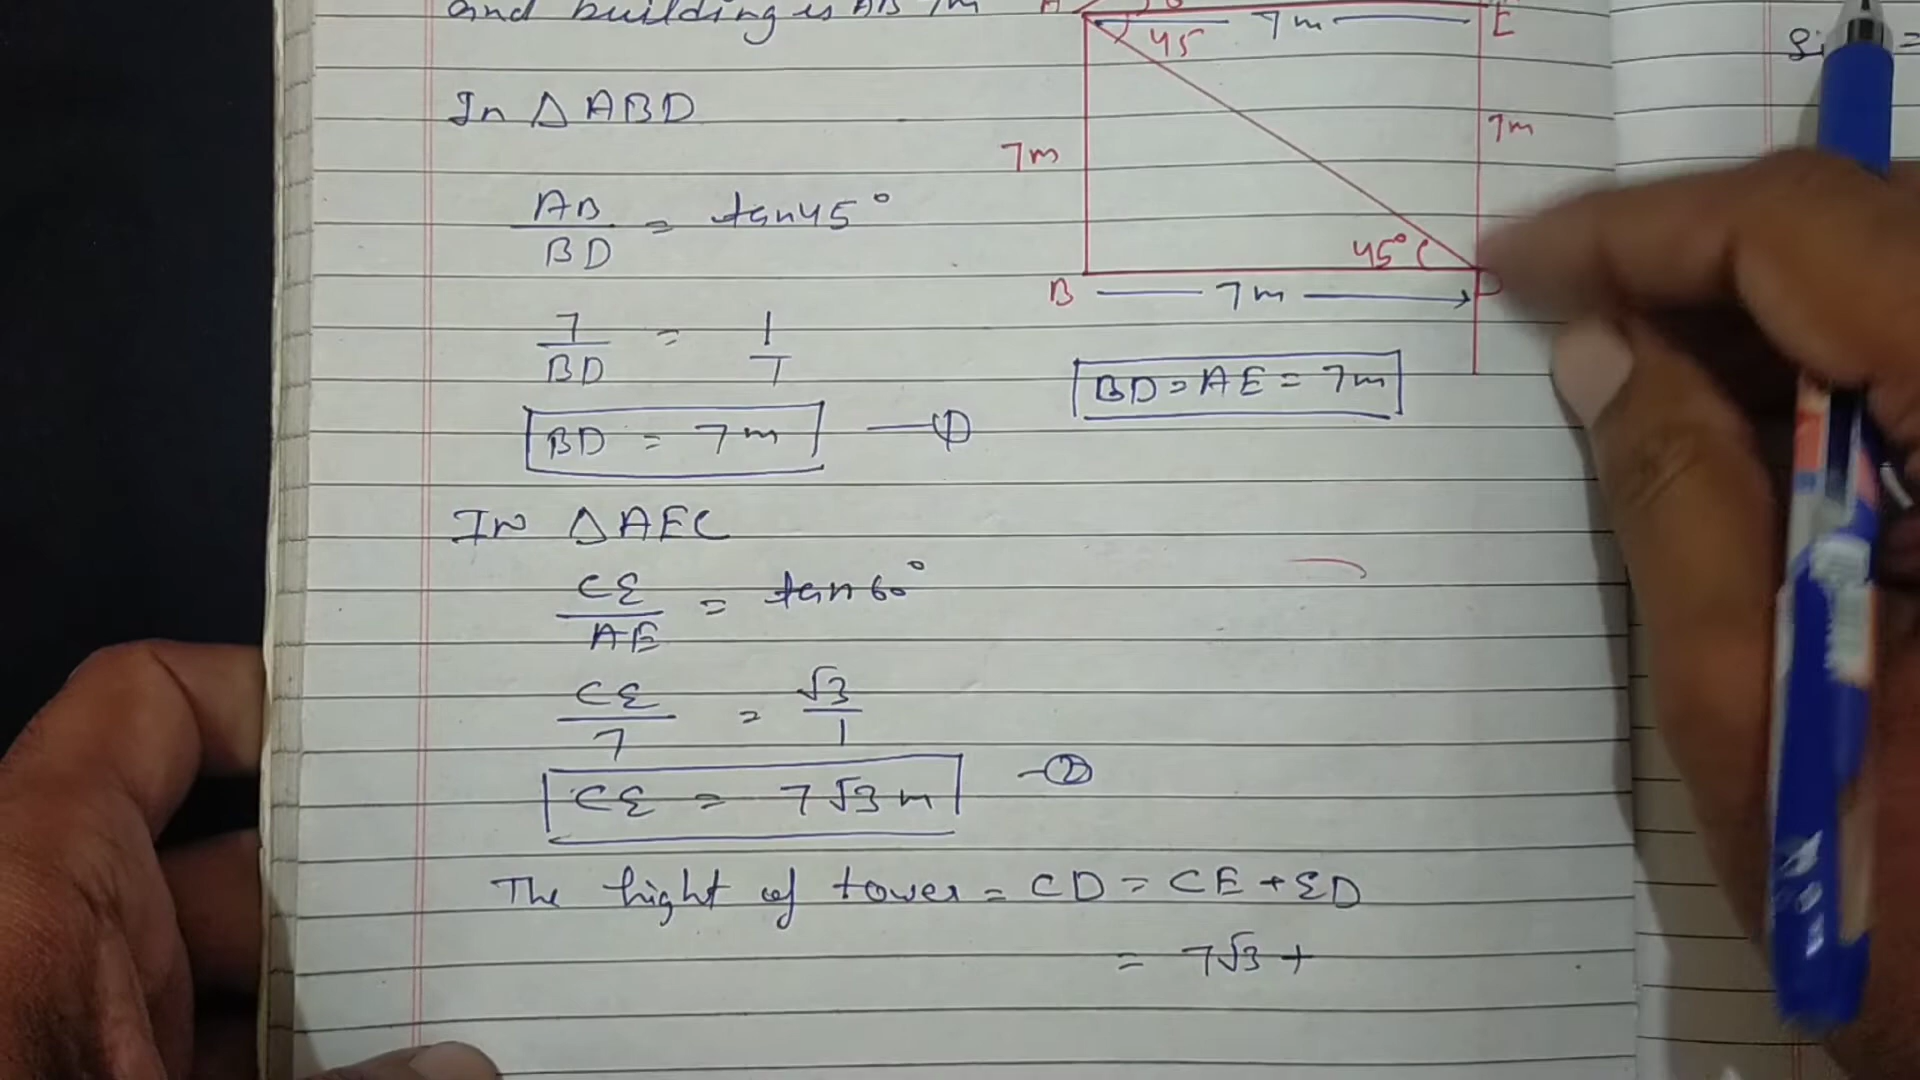 and building is AB 7m
In △ABD
AB/BD = tan45°
7/BD = 1/1
BD = 7m —①
In △AEC
CE/AE = tan60°
CE/7 = √3/1
CE = 7√3m —②
The hight of tower = CD = CE + ED
= 7√3 +
7m
E
45
7m
7m
45°
B 7m D
BD = AE = 7m